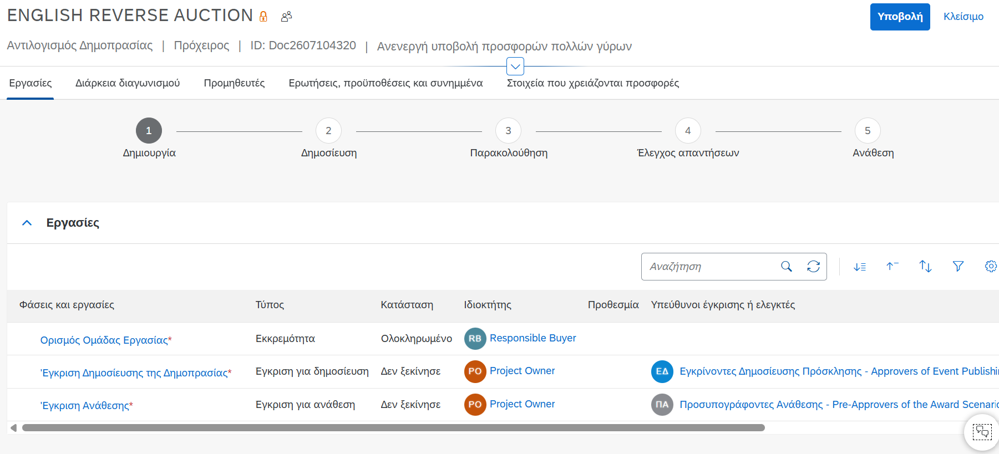 ENGLISH REVERSE AUCTION
Υποβολή
Κλείσιμο
Αντιλογισμός Δημοπρασίας | Πρόχειρος | ID: Doc2607104320 | Ανενεργή υποβολή προσφορών πολλών γύρων
Εργασίες
Διάρκεια διαγωνισμού
Προμηθευτές
Ερωτήσεις, προϋποθέσεις και συνημμένα
Στοιχεία που χρειάζονται προσφορές
1
2
3
4
5
Δημιουργία
Δημοσίευση
Παρακολούθηση
Έλεγχος απαντήσεων
Ανάθεση
Εργασίες
Αναζήτηση
Φάσεις και εργασίες
Τύπος
Κατάσταση
Ιδιοκτήτης
Προθεσμία
Υπεύθυνοι έγκρισης ή ελεγκτές
Ορισμός Ομάδας Εργασίας*
Εκκρεμότητα
Ολοκληρωμένο
RB
Responsible Buyer
'Εγκριση Δημοσίευσης της Δημοπρασίας*
Εγκριση για δημοσίευση
Δεν ξεκίνησε
PO
Project Owner
ΕΔ
Εγκρίνοντες Δημοσίευσης Πρόσκλησης - Approvers of Event Publishi
'Εγκριση Ανάθεσης*
Εγκριση για ανάθεση
Δεν ξεκίνησε
PO
Project Owner
ΠΑ
Προσυπογράφοντες Ανάθεσης - Pre-Approvers of the Award Scenari